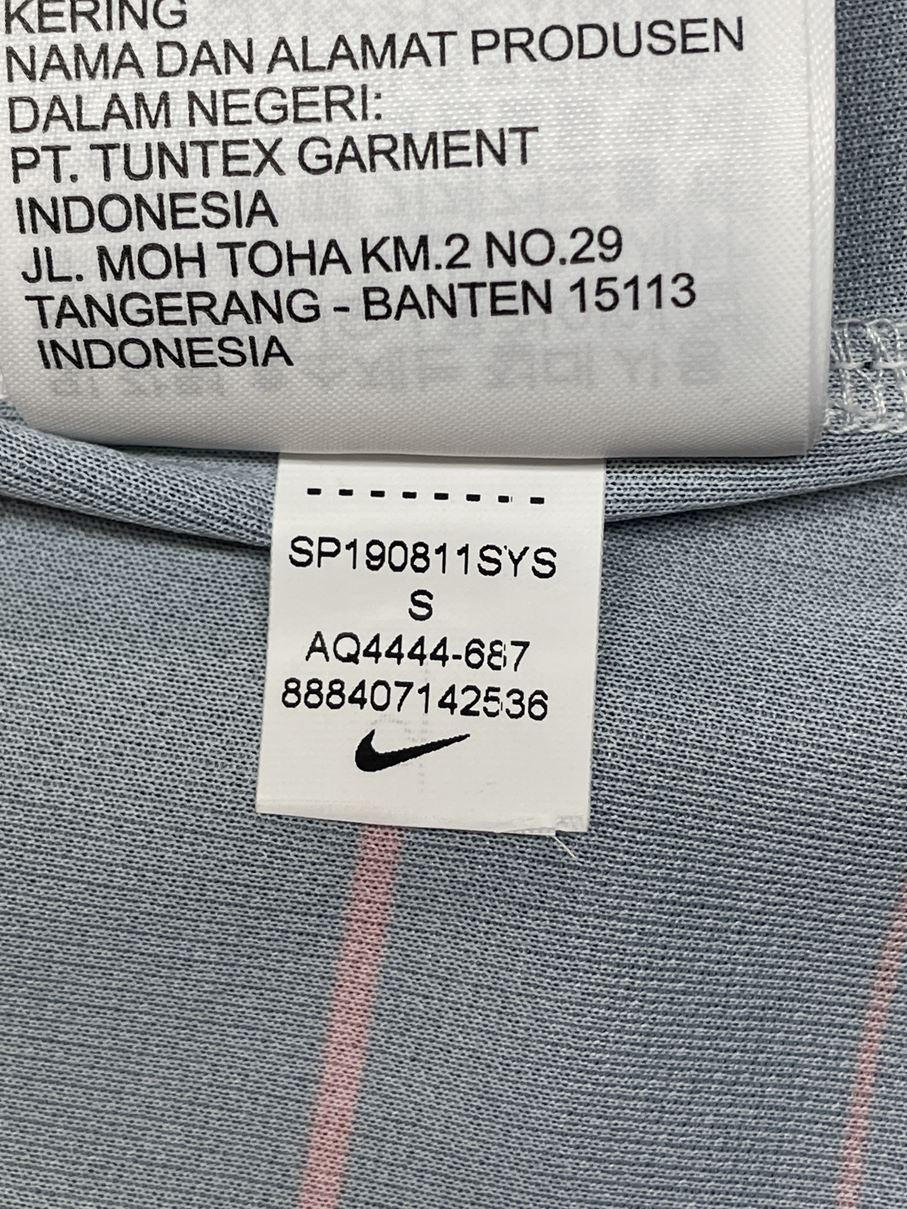 KERING
NAMA DAN ALAMAT PRODUSEN
DALAM NEGERI:
PT. TUNTEX GARMENT
INDONESIA
JL. MOH TOHA KM.2 NO.29
TANGERANG - BANTEN 15113
INDONESIA
SP190811SYS
S
AQ4444-687
888407142536